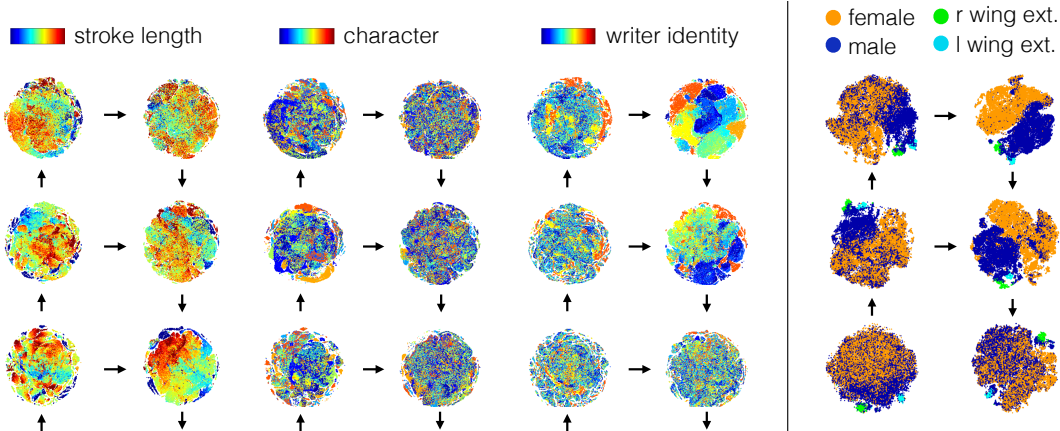 stroke length
character
writer identity
female
r wing ext.
male
l wing ext.